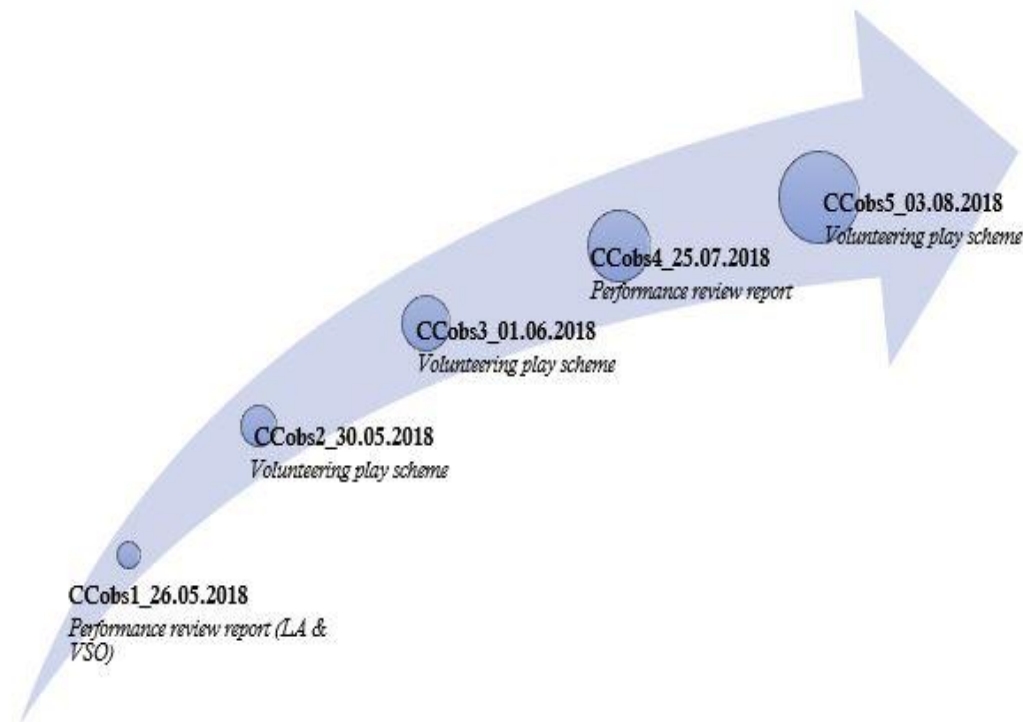 CCobs5_03.08.2018
Volunteering play scheme
CCobs4_25.07.2018
Performance review report
CCobs3_01.06.2018
Volunteering play scheme
CCobs2_30.05.2018
Volunteering play scheme
CCobs1_26.05.2018
Performance review report (LA &
VSO)